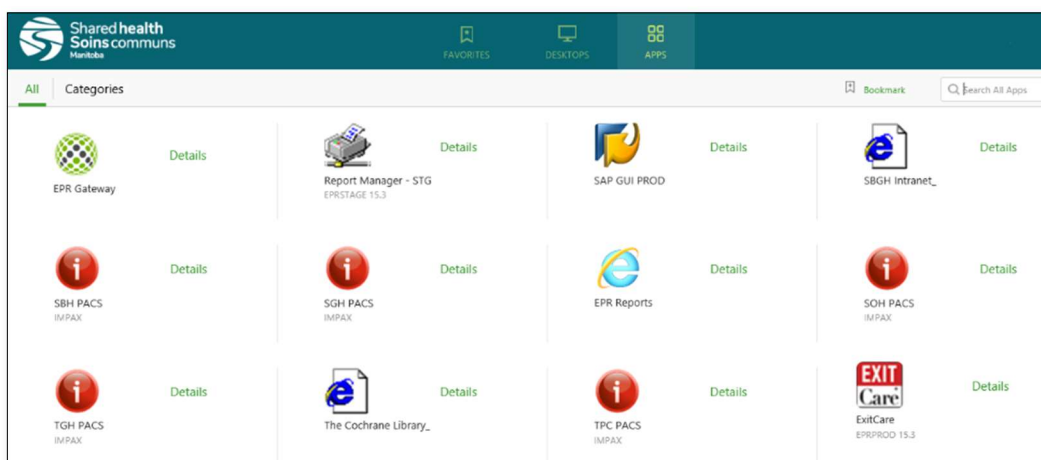 Shared health
Soins communs
Manitoba
FAVORITES
DESKTOPS
APPS
All
Categories
Bookmark
Search All Apps
Details
EPR Gateway
Details
Report Manager - STG
EPRSTAGE 15.3
Details
SAP GUI PROD
Details
SBGH Intranet_
Details
SBH PACS
IMPAX
Details
SGH PACS
IMPAX
Details
EPR Reports
Details
SOH PACS
IMPAX
Details
TGH PACS
IMPAX
Details
The Cochrane Library_
Details
TPC PACS
IMPAX
EXIT
Care
Details
ExitCare
EPRPROD 15.3